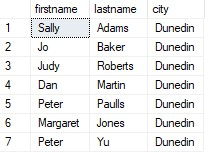 firstname lastname city
1 Sally Adams Dunedin
2 Jo Baker Dunedin
3 Judy Roberts Dunedin
4 Dan Martin Dunedin
5 Peter Paulls Dunedin
6 Margaret Jones Dunedin
7 Peter Yu Dunedin